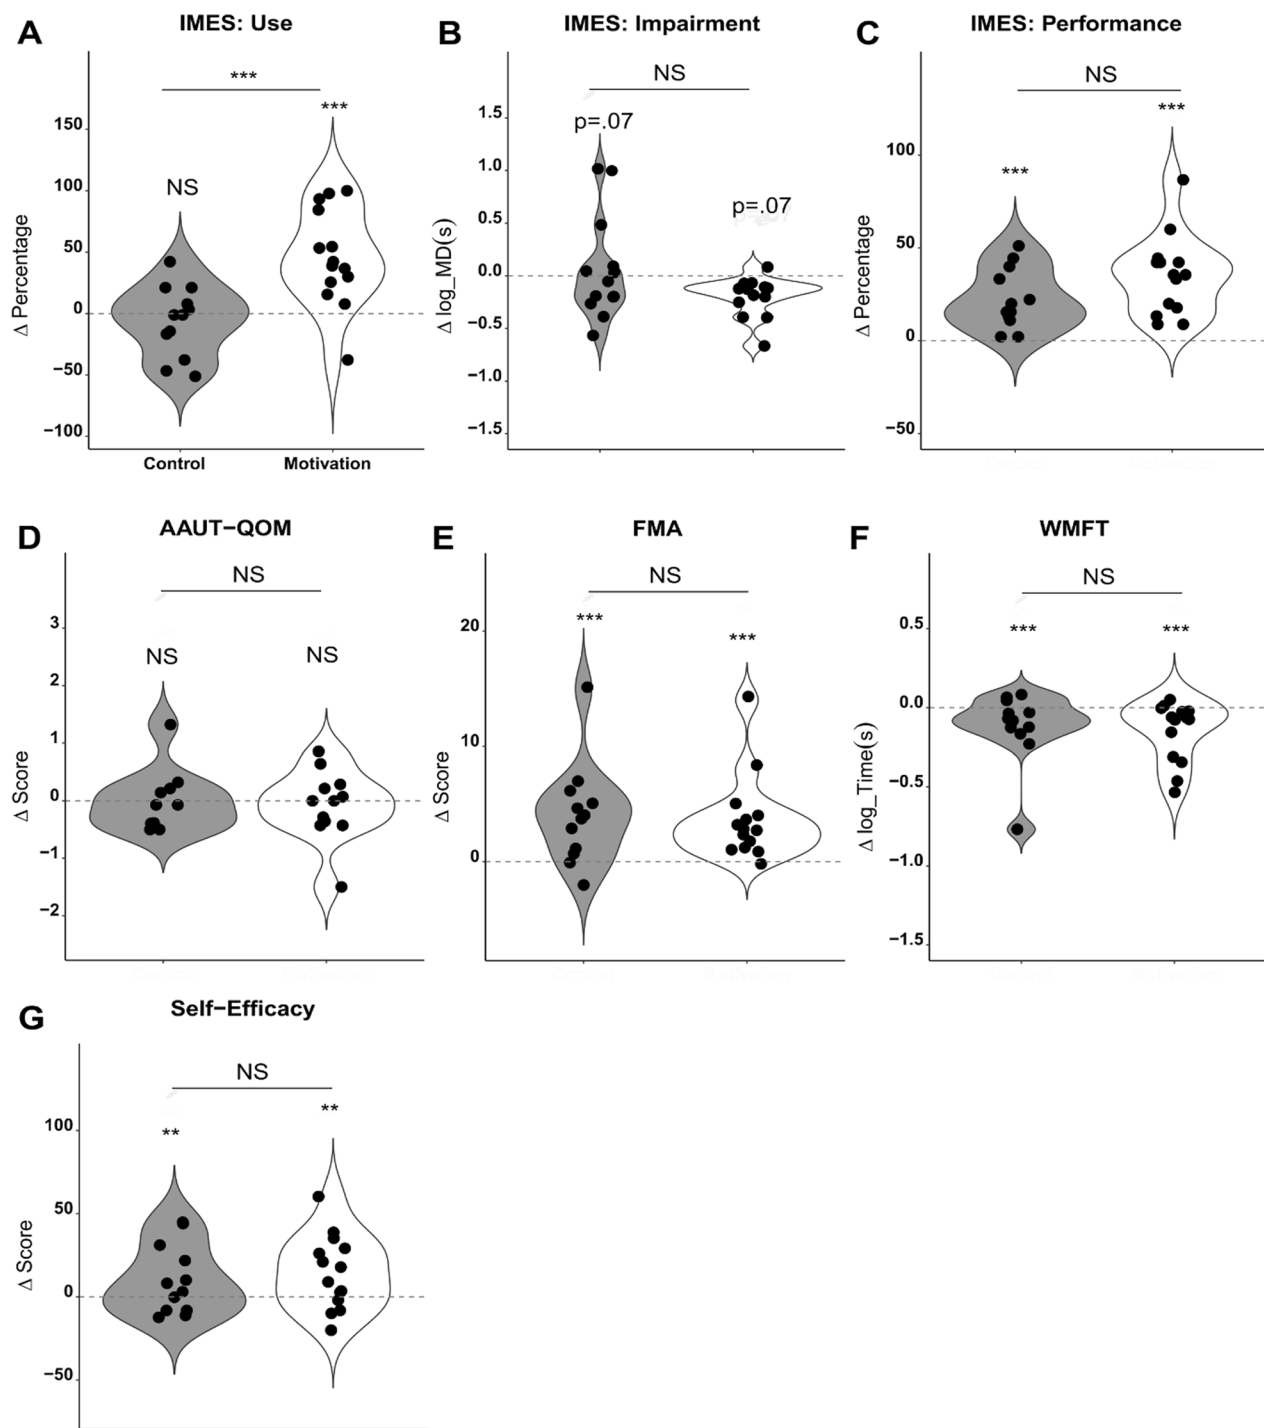 A
IMES: Use
***
***
NS
150
100
50
0
−50
−100
Δ Percentage
Control
Motivation
B
IMES: Impairment
NS
p=.07
p=.07
1.5
1.0
0.5
0.0
−0.5
−1.0
−1.5
Δ log_MD(s)
C
IMES: Performance
NS
***
***
100
50
0
−50
Δ Percentage
D
AAUT−QOM
NS
NS
NS
3
2
1
0
−1
−2
Δ Score
E
FMA
NS
***
***
20
10
0
Δ Score
F
WMFT
NS
***
***
0.5
0.0
−0.5
−1.0
−1.5
Δ log_Time(s)
G
Self−Efficacy
NS
**
**
100
50
0
−50
Δ Score